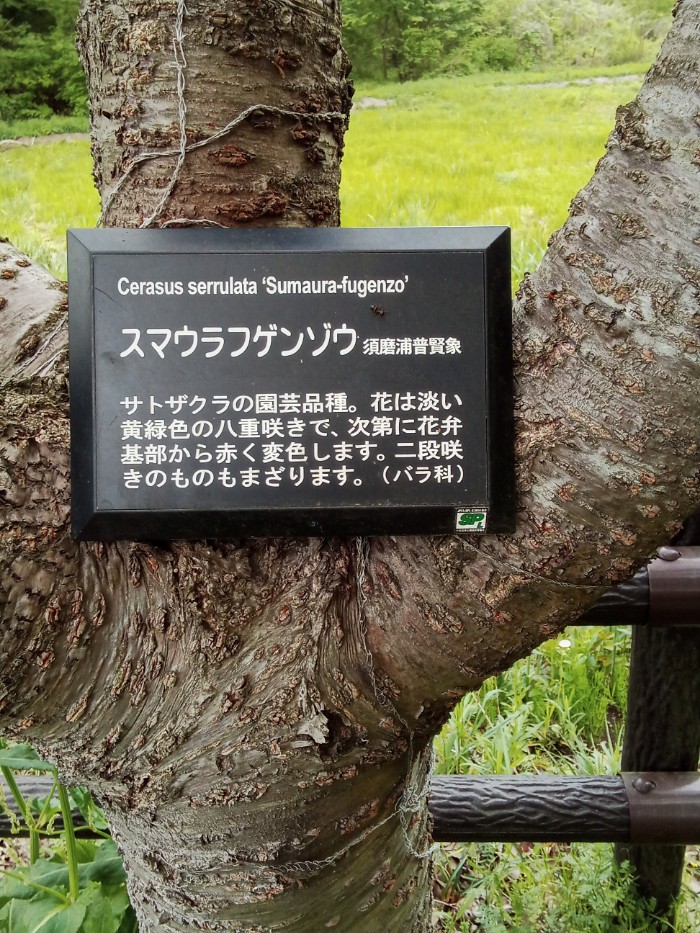 Cerasus serrulata ‘Sumaura-fugenzo’
スマウラフゲンゾウ 須磨浦普賢象
サトザクラの園芸品種。花は淡い
黄緑色の八重咲きで、次第に花弁
基部から赤く変色します。二段咲
きのものもまざります。（バラ科）